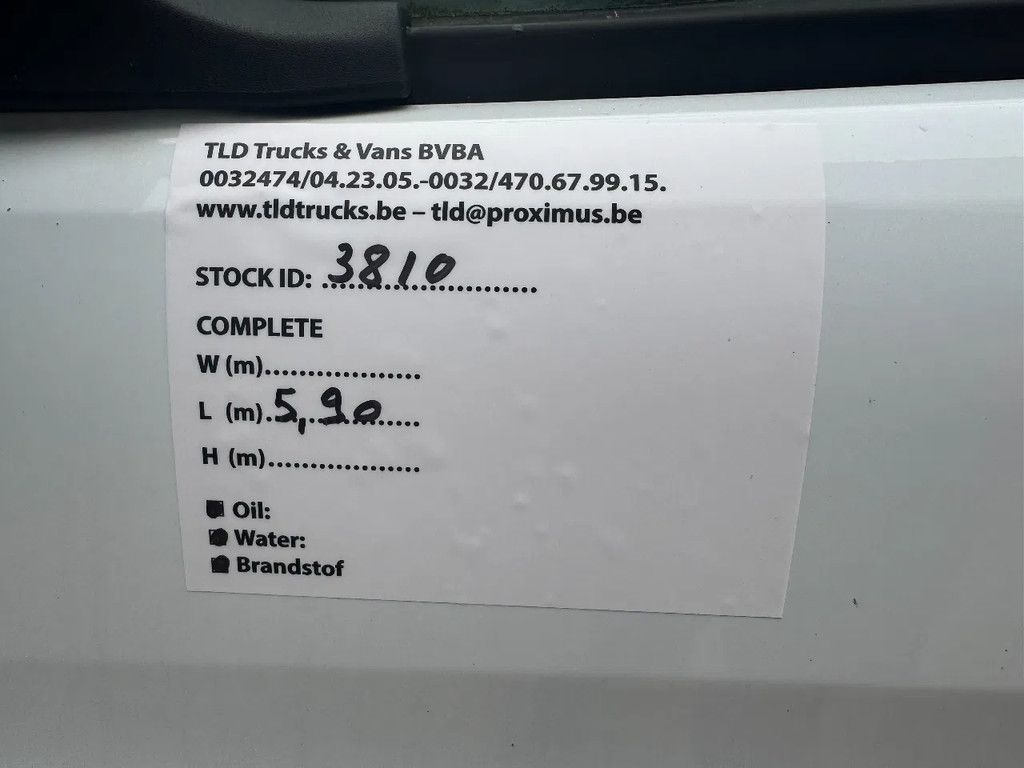 TLD Trucks & Vans BVBA
0032474/04.23.05.-0032/470.67.99.15.
www.tldtrucks.be – tld@proximus.be
STOCK ID: 3810
COMPLETE
W (m)..................
L (m).5,90.....
H (m)..................
Oil:
Water:
Brandstof